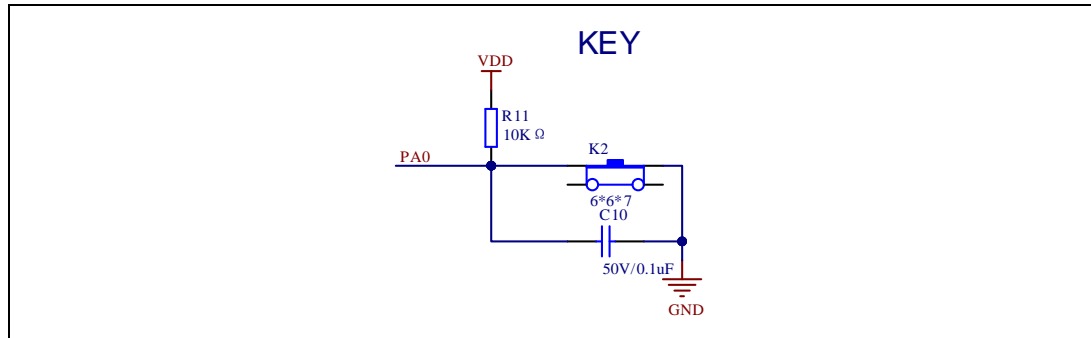 KEY
VDD
R11
10K Ω
PA0
K2
6*6*7
C10
50V/0.1uF
GND